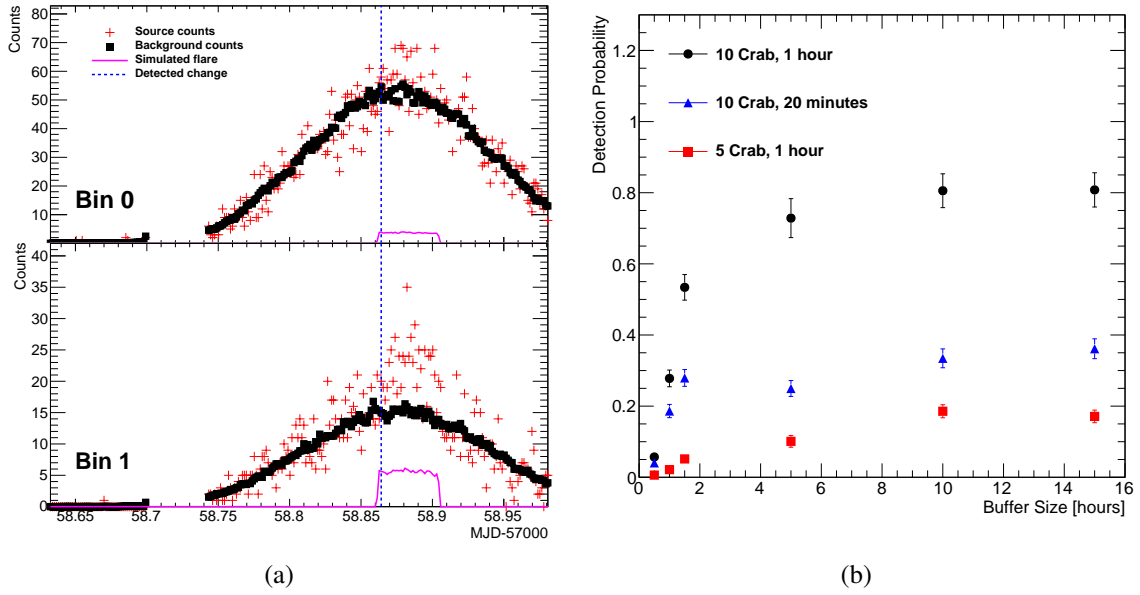 Counts
80
70
60
50
40
30
20
10
Source counts
Background counts
Simulated flare
Detected change
Bin 0
Counts
40
35
30
25
20
15
10
5
0
Bin 1
58.65 58.7 58.75 58.8 58.85 58.9 58.95
MJD-57000
(a)
Detection Probability
1.2
1
0.8
0.6
0.4
0.2
0
10 Crab, 1 hour
10 Crab, 20 minutes
5 Crab, 1 hour
0 2 4 6 8 10 12 14 16
Buffer Size [hours]
(b)